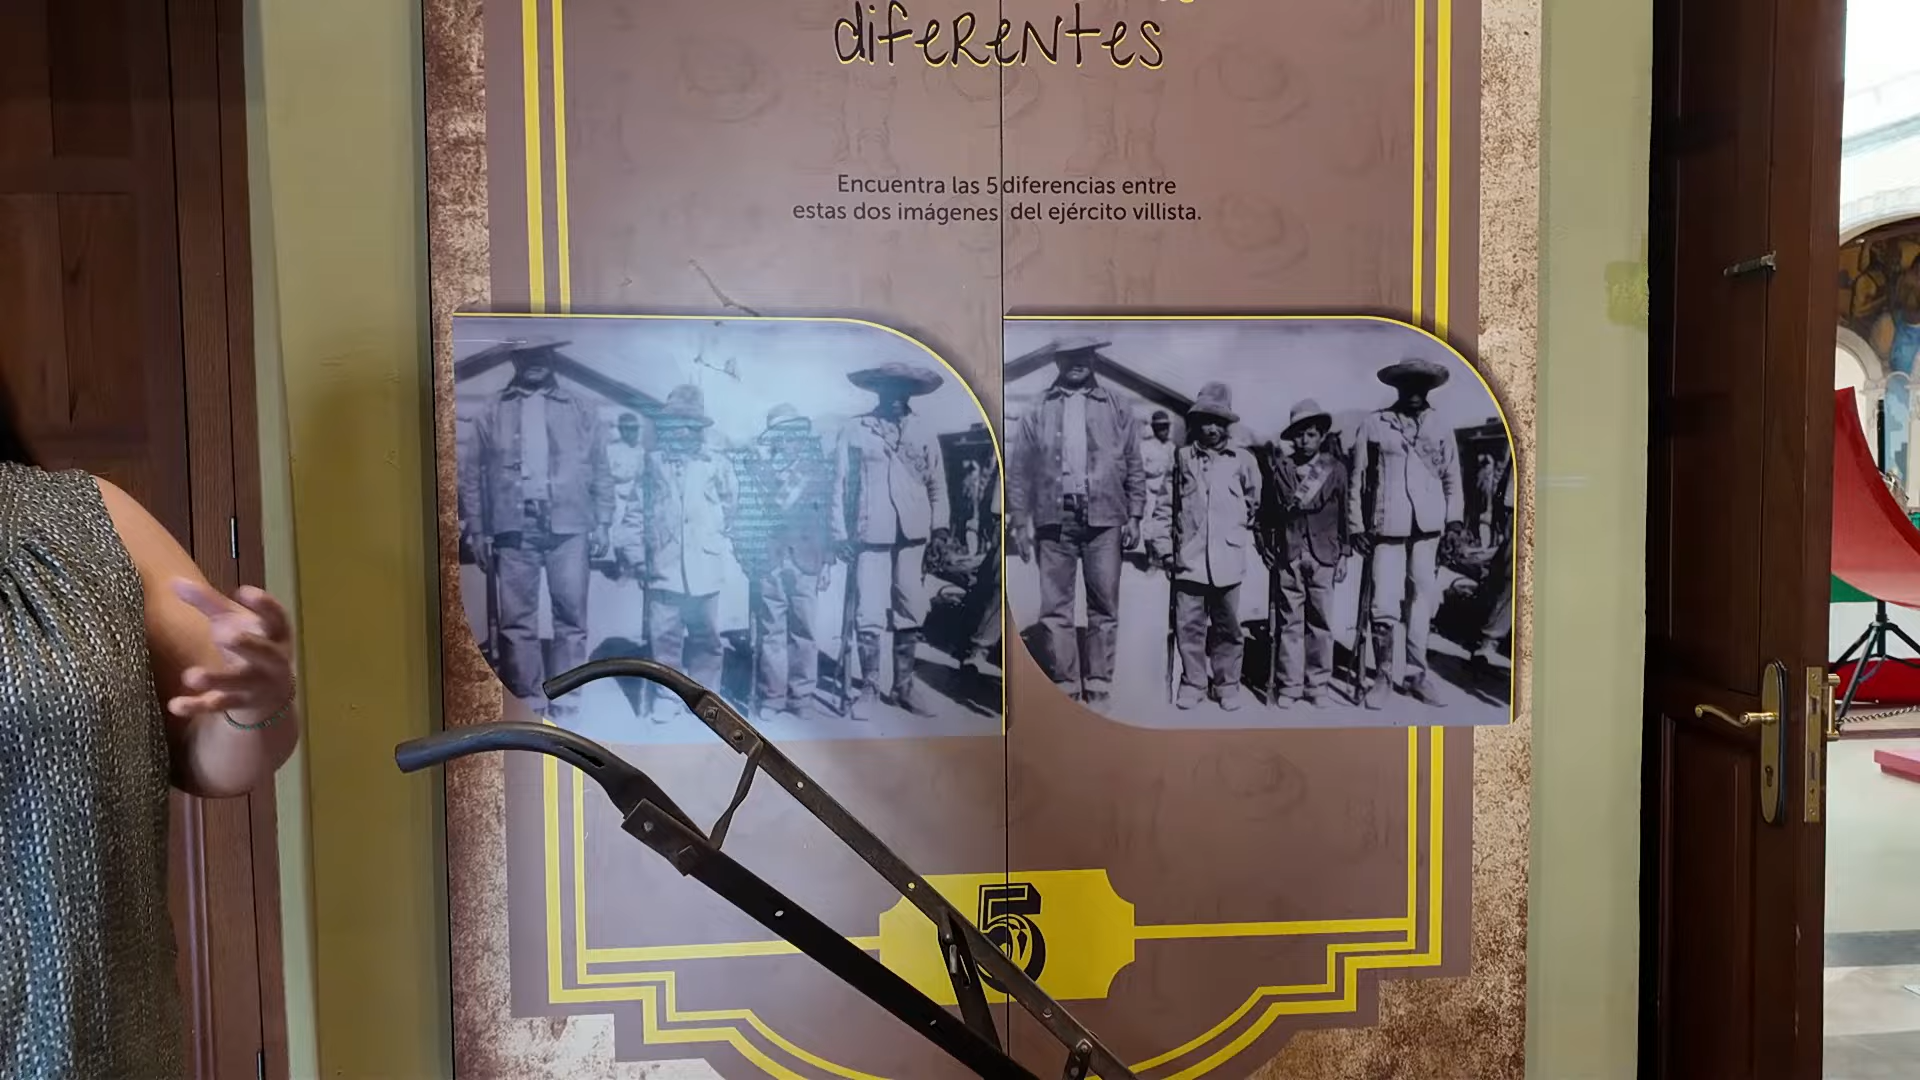 diferentes
Encuentra las 5 diferencias entre
estas dos imágenes del ejército villista.
5